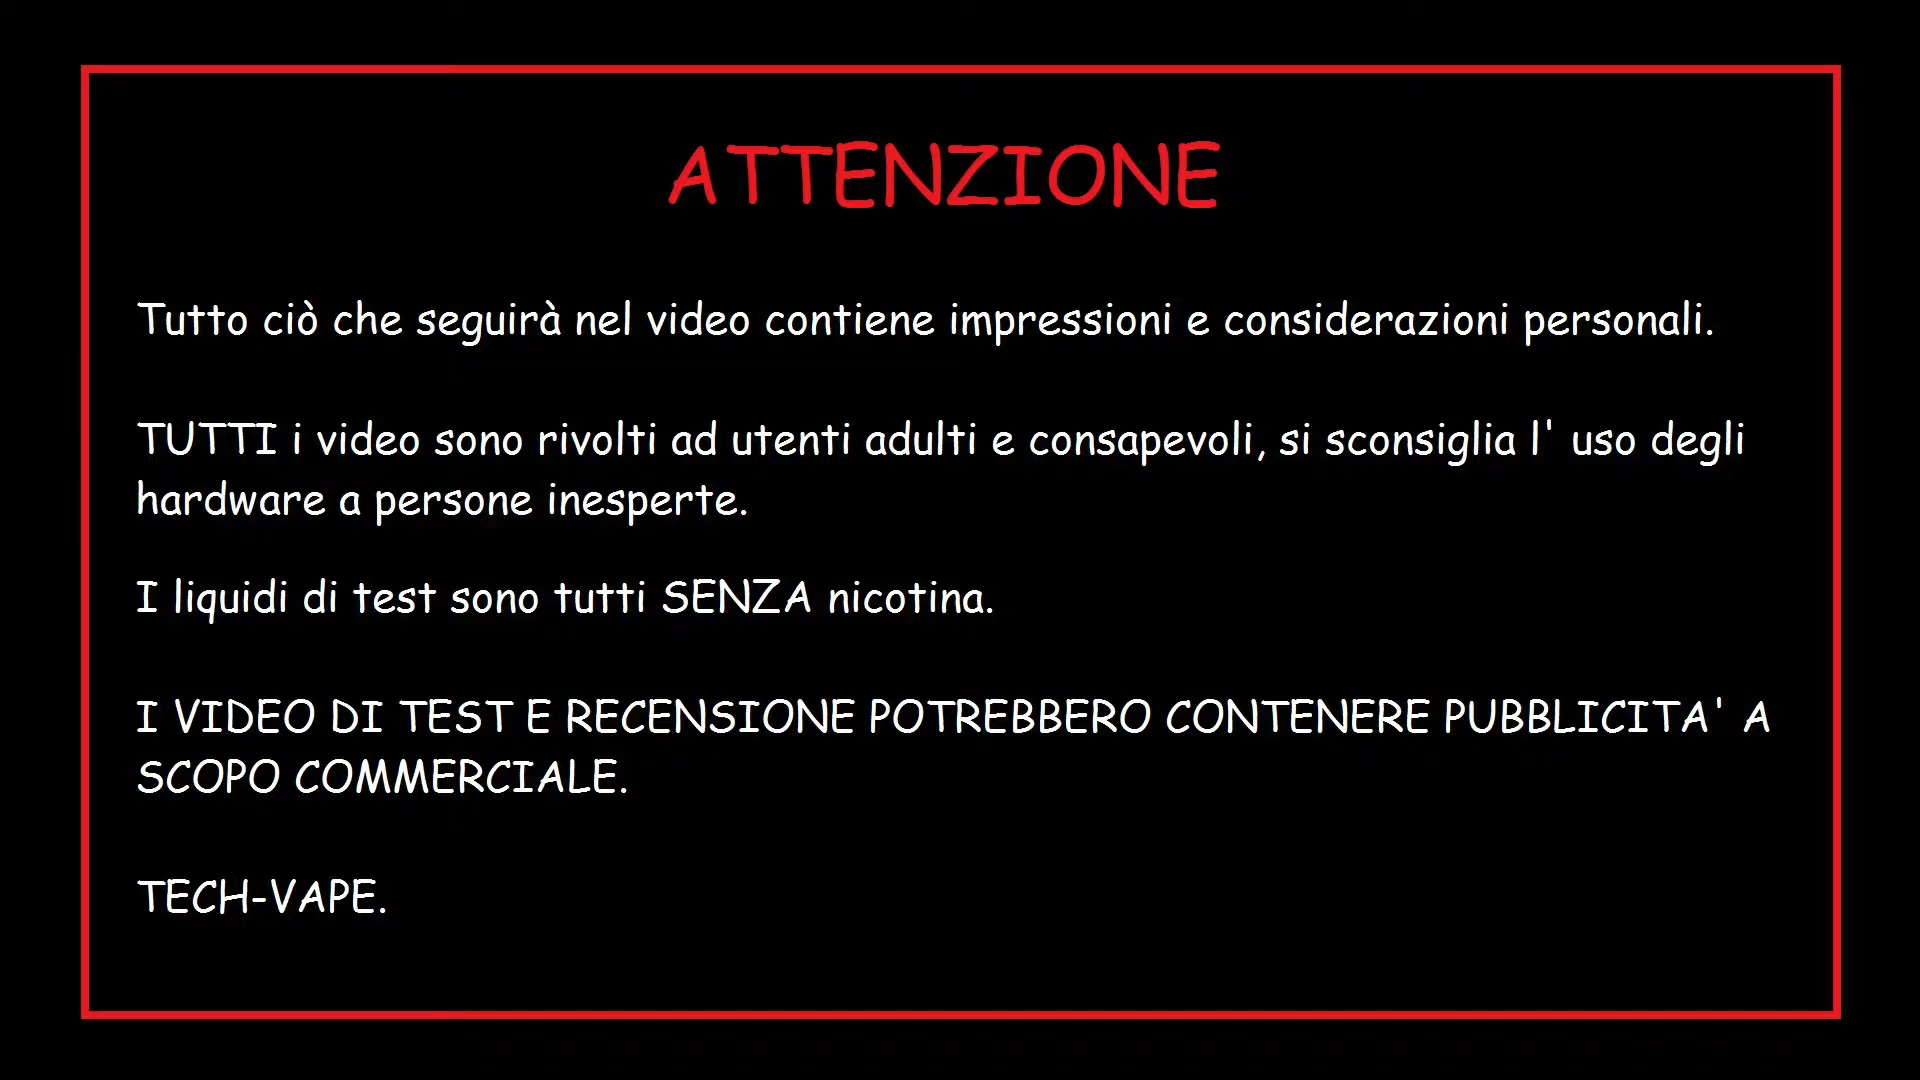 ATTENZIONE
Tutto ciò che seguirà nel video contiene impressioni e considerazioni personali.
TUTTI i video sono rivolti ad utenti adulti e consapevoli, si sconsiglia l' uso degli
hardware a persone inesperte.
I liquidi di test sono tutti SENZA nicotina.
I VIDEO DI TEST E RECENSIONE POTREBBERO CONTENERE PUBBLICITA' A
SCOPO COMMERCIALE.
TECH-VAPE.